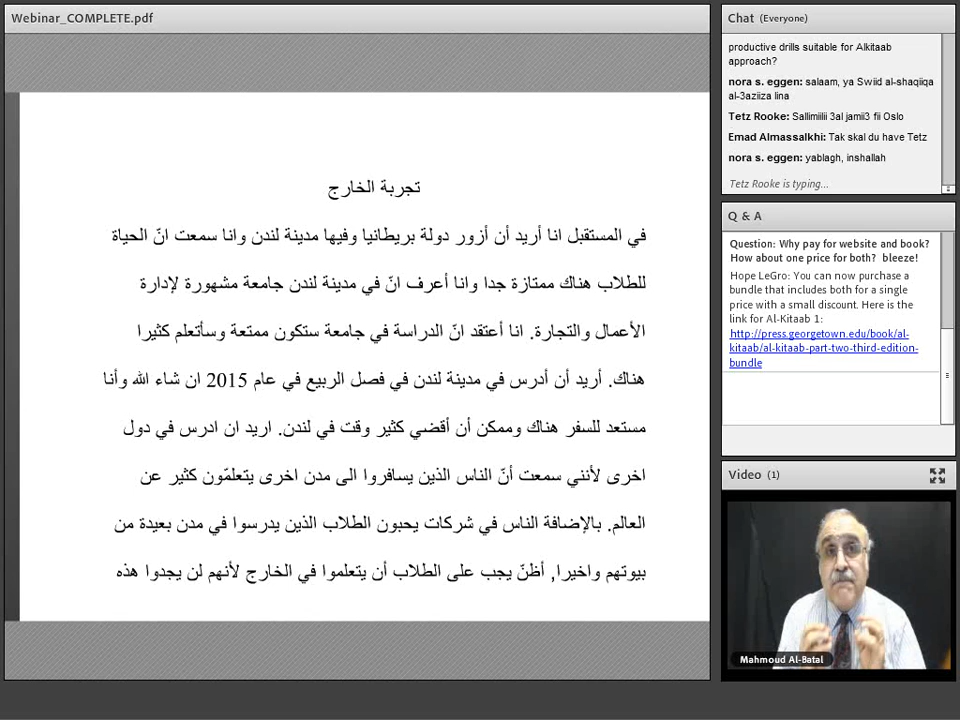 Webinar_COMPLETE.pdf
تجربة الخارج
في المستقبل انا أريد أن أزور دولة بريطانيا وفيها مدينة لندن وانا سمعت انّ الحياة
للطلاب هناك ممتازة جدا وانا أعرف انّ في مدينة لندن جامعة مشهورة لإدارة
الأعمال والتجارة. انا أعتقد انّ الدراسة في جامعة ستكون ممتعة وسأتعلم كثيرا
هناك. أريد أن أدرس في مدينة لندن في فصل الربيع في عام 2015 ان شاء الله وأنا
مستعد للسفر هناك وممكن أن أقضي كثير وقت في لندن. اريد ان ادرس في دول
اخرى لأنني سمعت أنّ الناس الذين يسافروا الى مدن اخرى يتعلمّون كثير عن
العالم. بالإضافة الناس في شركات يحبون الطلاب الذين يدرسوا في مدن بعيدة من
بيوتهم واخيرا, أظنّ يجب على الطلاب أن يتعلموا في الخارج لأنهم لن يجدوا هذه
Chat (Everyone)
productive drills suitable for Alkitaab
approach?
nora s. eggen: salaam, ya Swiid al-shaqiiqa
al-3aziiza lina
Tetz Rooke: Sallimiilii 3al jamii3 fii Oslo
Emad Almassalkhi: Tak skal du have Tetz
nora s. eggen: yablagh, inshallah
Tetz Rooke is typing...
Q & A
Question: Why pay for website and book?
How about one price for both? bleeze!
Hope LeGro: You can now purchase a
bundle that includes both for a single
price with a small discount. Here is the
link for Al-Kitaab 1:
http://press.georgetown.edu/book/al-
kitaab/al-kitaab-part-two-third-edition-
bundle
Video (1)
Mahmoud Al-Batal